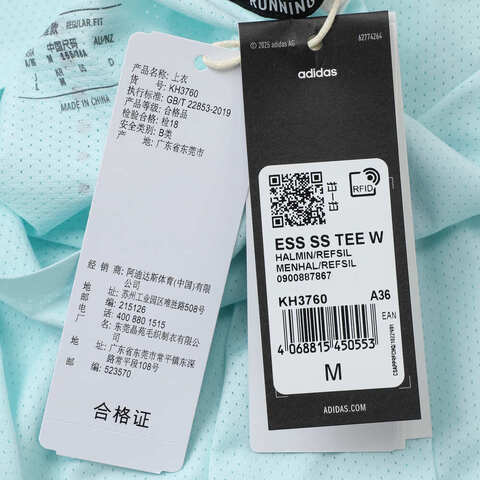 RUNNING
REGULAR FIT
中国尺码
MADE IN CHINA
产品名称: 上衣
货 号: KH3760
执行标准: GB/T 22853-2019
产品等级: 合格品
检验合格: 检18
安全类别: B类
产 地: 广东省东莞市
经 销 商: 阿迪达斯体育(中国)有限公司
地 址: 苏州工业园区唯胜路508号
邮 编: 215126
电 话: 400 880 1515
厂 名: 东莞晶苑毛织制衣有限公司
地 址: 广东省东莞市常平镇东深路常平段108号
邮 编: 523570
合格证
© 2025 adidas AG
62774264
adidas
RFID
ESS SS TEE W
HALMIN/REFSIL
MENHAL/REFSIL
0900887867
KH3760 A36
EAN
4 068815 450553
M
ADIDAS.COM